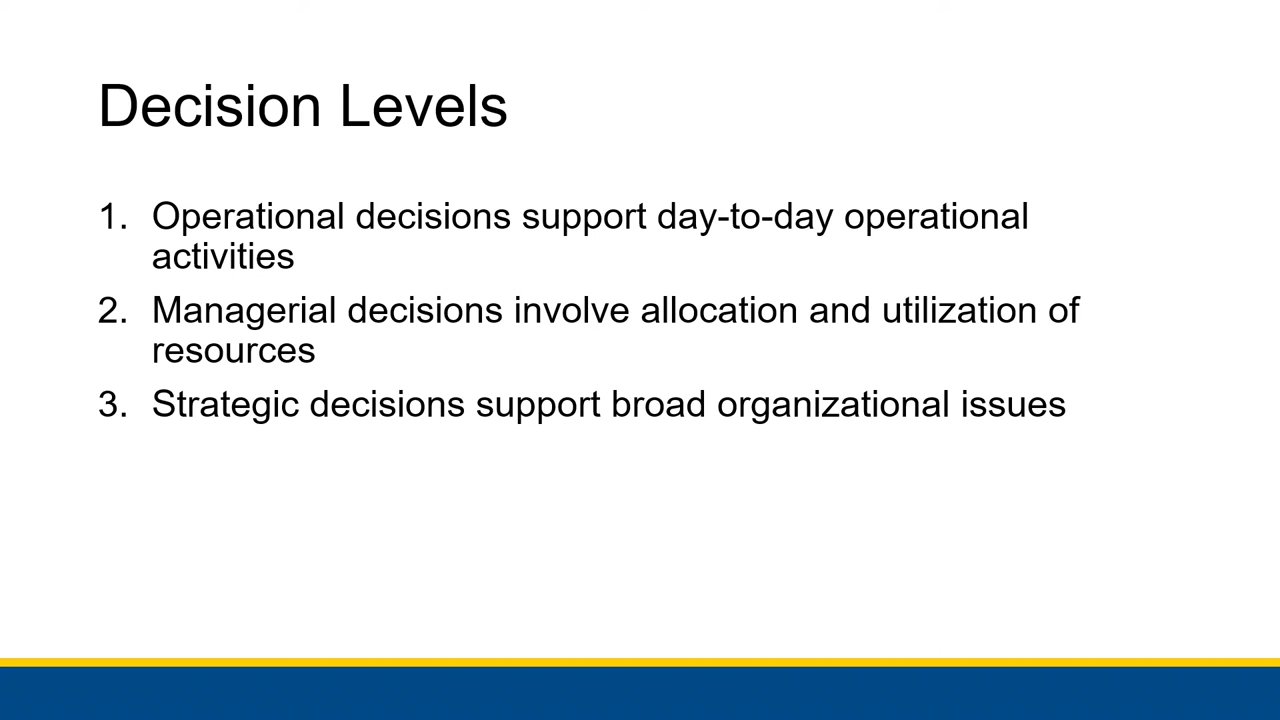 Decision Levels
1. Operational decisions support day-to-day operational
activities
2. Managerial decisions involve allocation and utilization of
resources
3. Strategic decisions support broad organizational issues